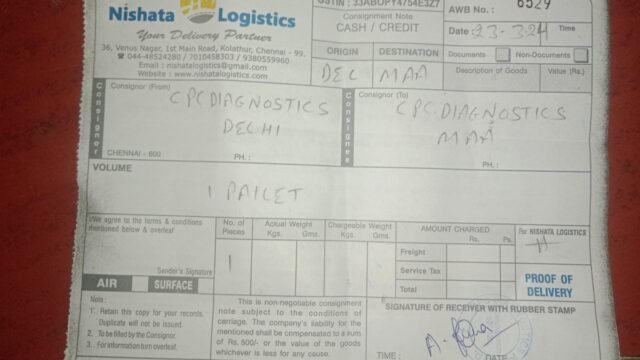 Nishata Logistics
Your Delivery Partner
36, Venus Nagar, 1st Main Road, Kolathur, Chennai - 99.
☎ 044-48524280 / 7010458303 / 9380559960
Email : nishatalogistics@gmail.com
Website : www.nishatalogistics.com
GSTIN : 33ABUPY4754E3Z7
Consignment Note
CASH / CREDIT
ORIGIN DESTINATION
DEL MAA
AWB No. : 6529
Date : 23-3-24 Time
Documents Non-Documents
Description of Goods Value (Rs.)
Consignor
Consignor (From)
CPC DIAGNOSTICS
DELHI
CHENNAI - 600 PH. :
Consignee
Consignor (To)
CPC DIAGNOSTICS
MAA
PH. :
VOLUME
1 PAICET
I/We agree to the terms & conditions
mentioned below & overleaf
Sender's Signature
AIR SURFACE
No. of Pieces
1
Actual Weight
Kgs. Gms.
Chargeable Weight
Kgs. Gms.
AMOUNT CHARGED
Rs. Ps.
Freight
Service Tax
Total
For NISHATA LOGISTICS
PROOF OF
DELIVERY
Note :
1. Retain this copy for your records.
Duplicate will not be issued.
2. To be filled by the Consignor.
3. For information turn overleaf.
This is non-negotiable consignment
note subject to the conditions of
carriage. The company's liability for
the mentioned shall be compensated to a sum
of Rs. 500/- or the value of the goods
whichever is less for any cause.
SIGNATURE OF RECEIVER WITH RUBBER STAMP
TIME : DATE